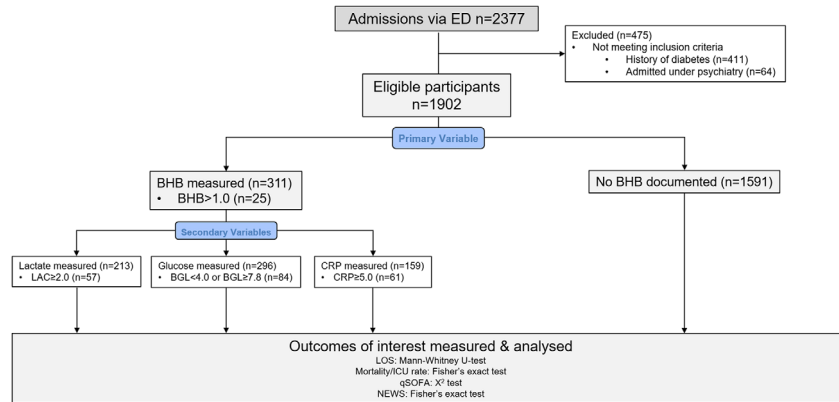 Admissions via ED n=2377
Excluded (n=475)
• Not meeting inclusion criteria
• History of diabetes (n=411)
• Admitted under psychiatry (n=64)
Eligible participants
n=1902
Primary Variable
BHB measured (n=311)
• BHB>1.0 (n=25)
No BHB documented (n=1591)
Secondary Variables
Lactate measured (n=213)
• LAC≥2.0 (n=57)
Glucose measured (n=296)
• BGL<4.0 or BGL≥7.8 (n=84)
CRP measured (n=159)
• CRP≥5.0 (n=61)
Outcomes of interest measured & analysed
LOS: Mann-Whitney U-test
Mortality/ICU rate: Fisher's exact test
qSOFA: X² test
NEWS: Fisher's exact test